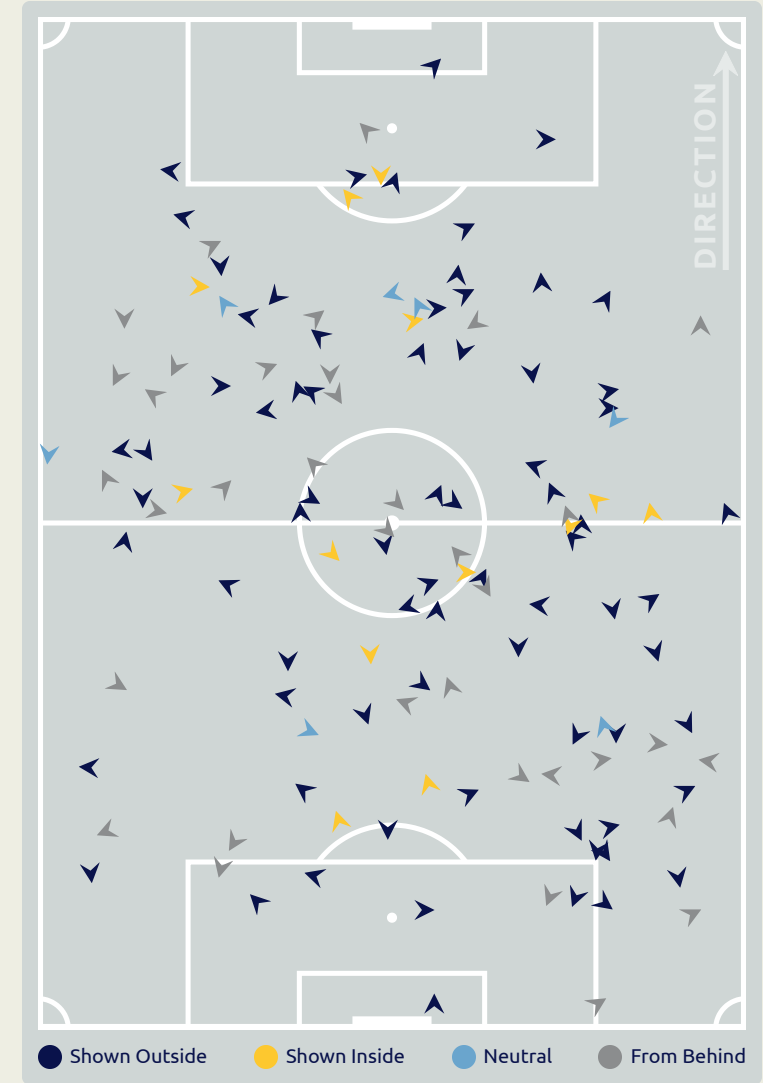 DIRECTION
Shown Outside
Shown Inside
Neutral
From Behind